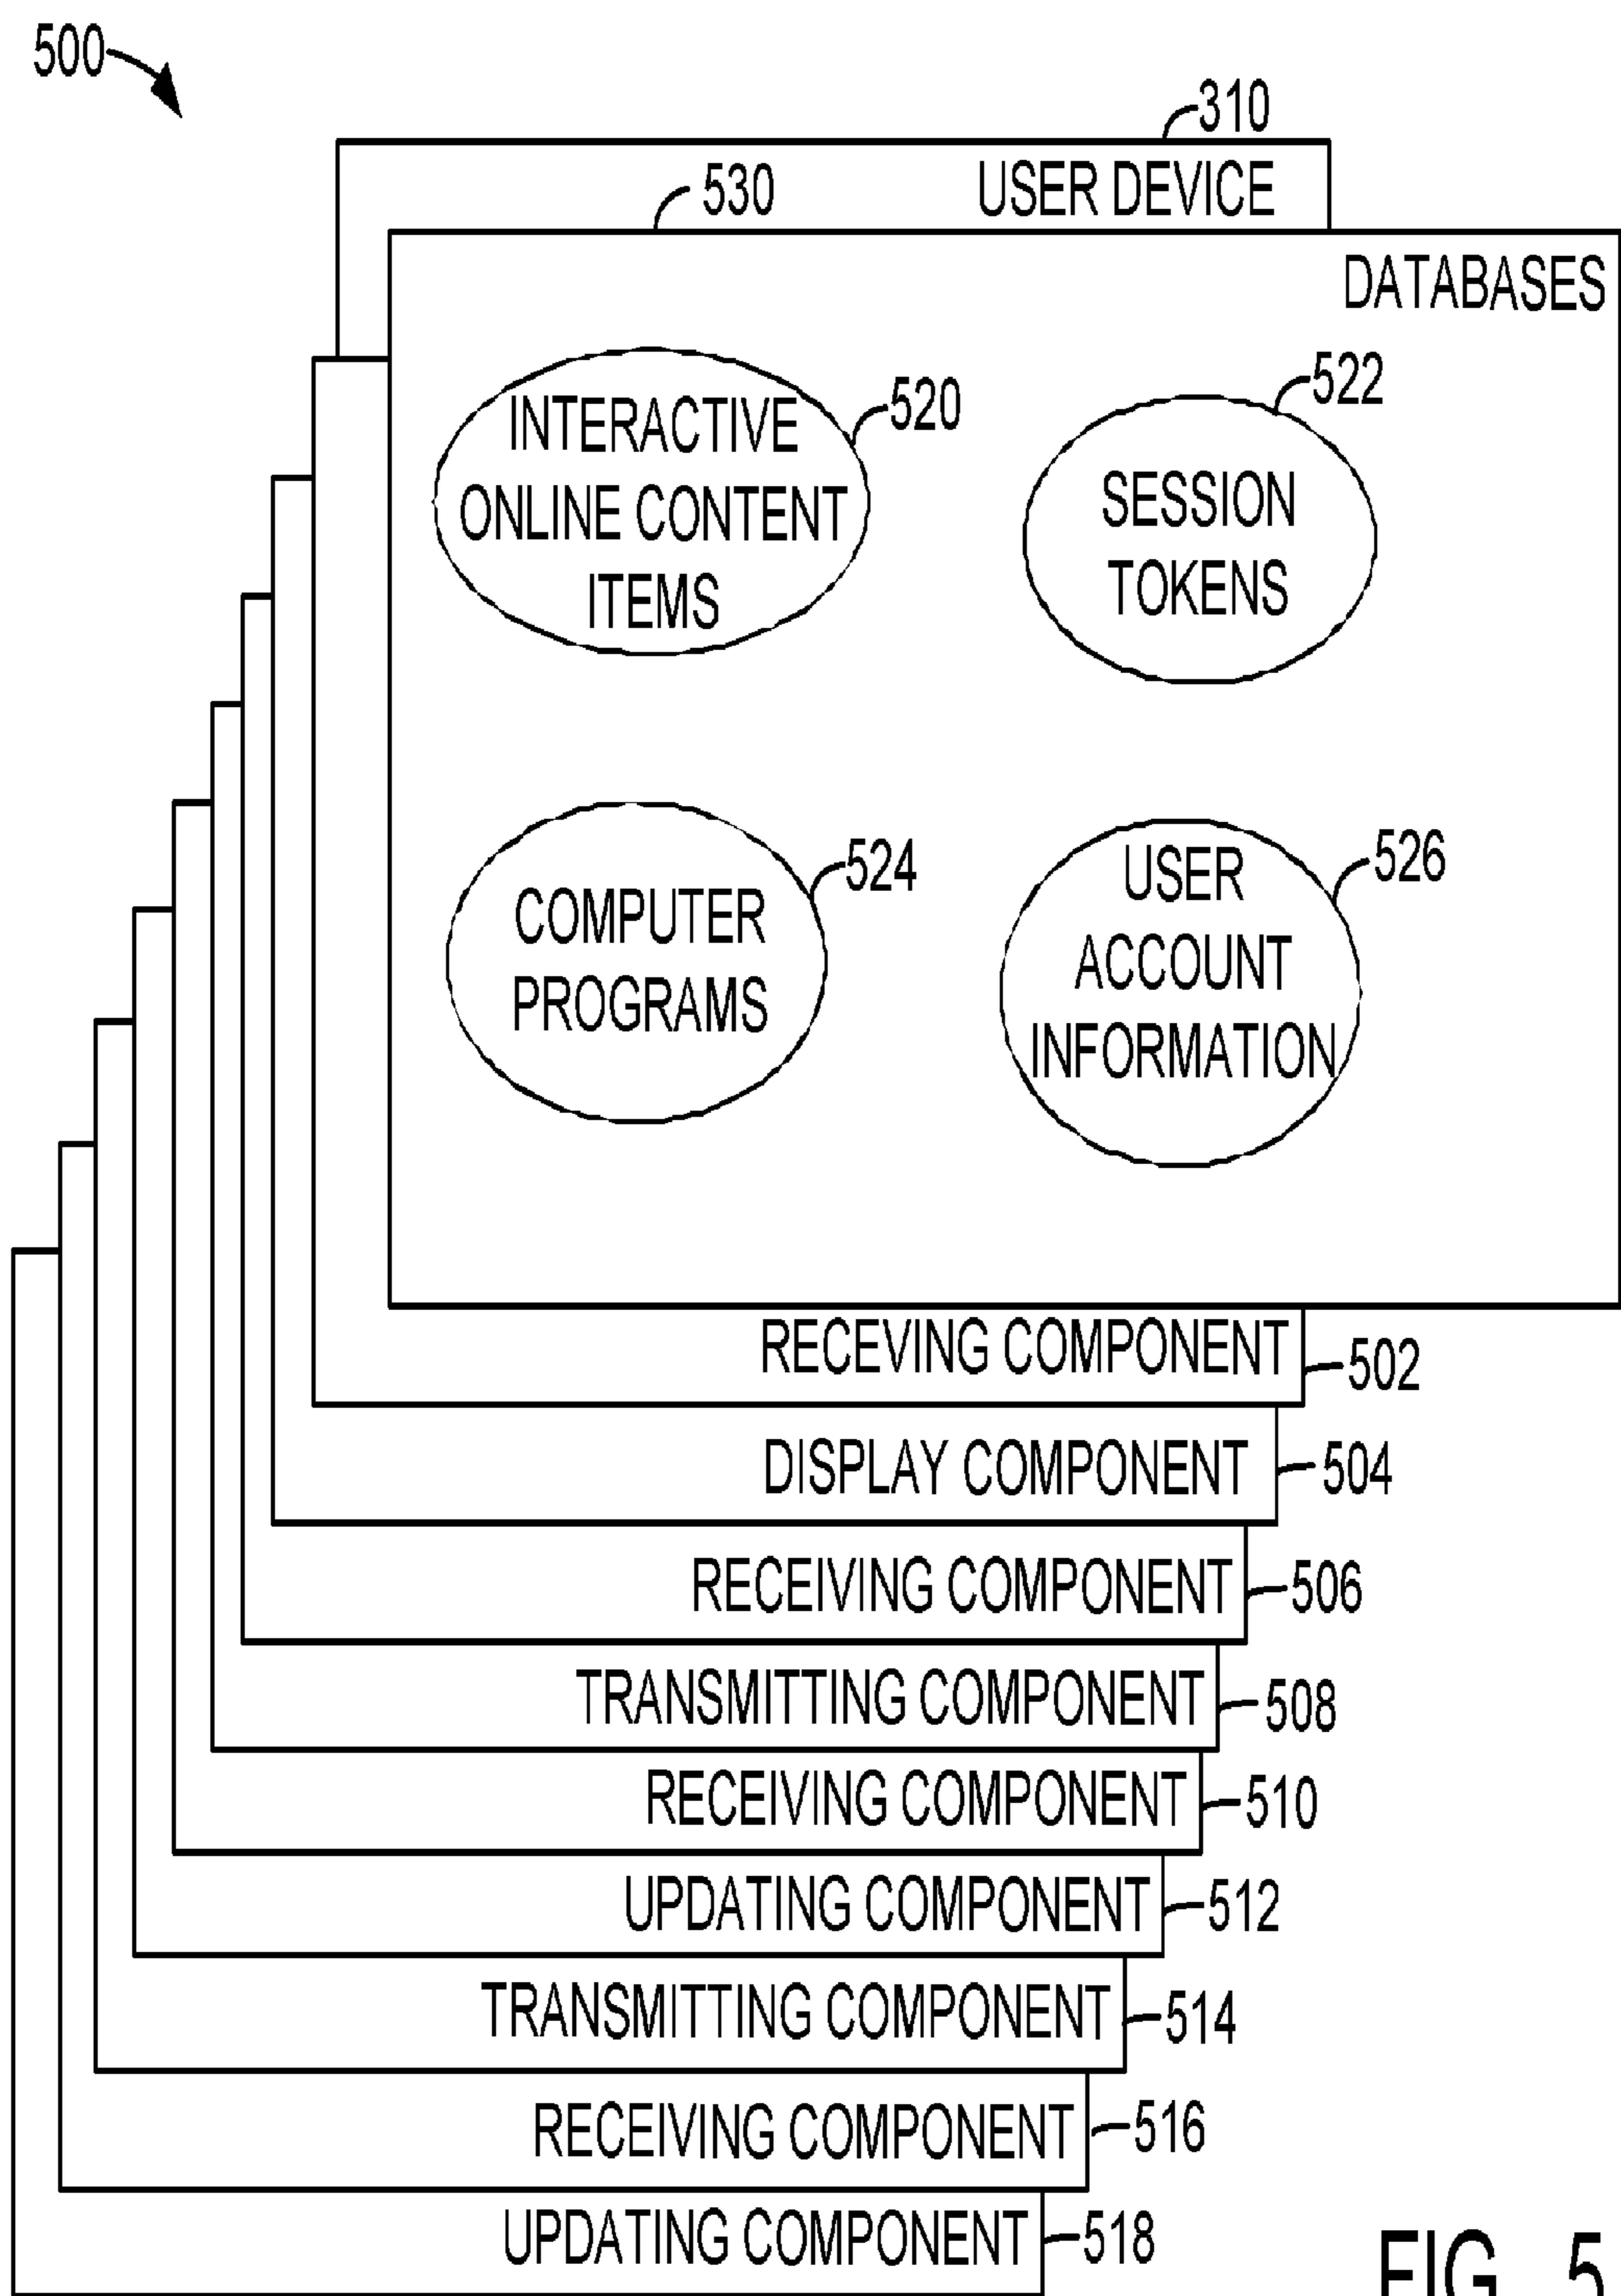 500
310
USER DEVICE
530
DATABASES
INTERACTIVE
ONLINE CONTENT
ITEMS
520
SESSION
TOKENS
522
COMPUTER
PROGRAMS
524
USER
ACCOUNT
INFORMATION
526
RECEVING COMPONENT
502
DISPLAY COMPONENT
504
RECEIVING COMPONENT
506
TRANSMITTING COMPONENT
508
RECEIVING COMPONENT
510
UPDATING COMPONENT
512
TRANSMITTING COMPONENT
514
RECEIVING COMPONENT
516
UPDATING COMPONENT
518
FIG. 5